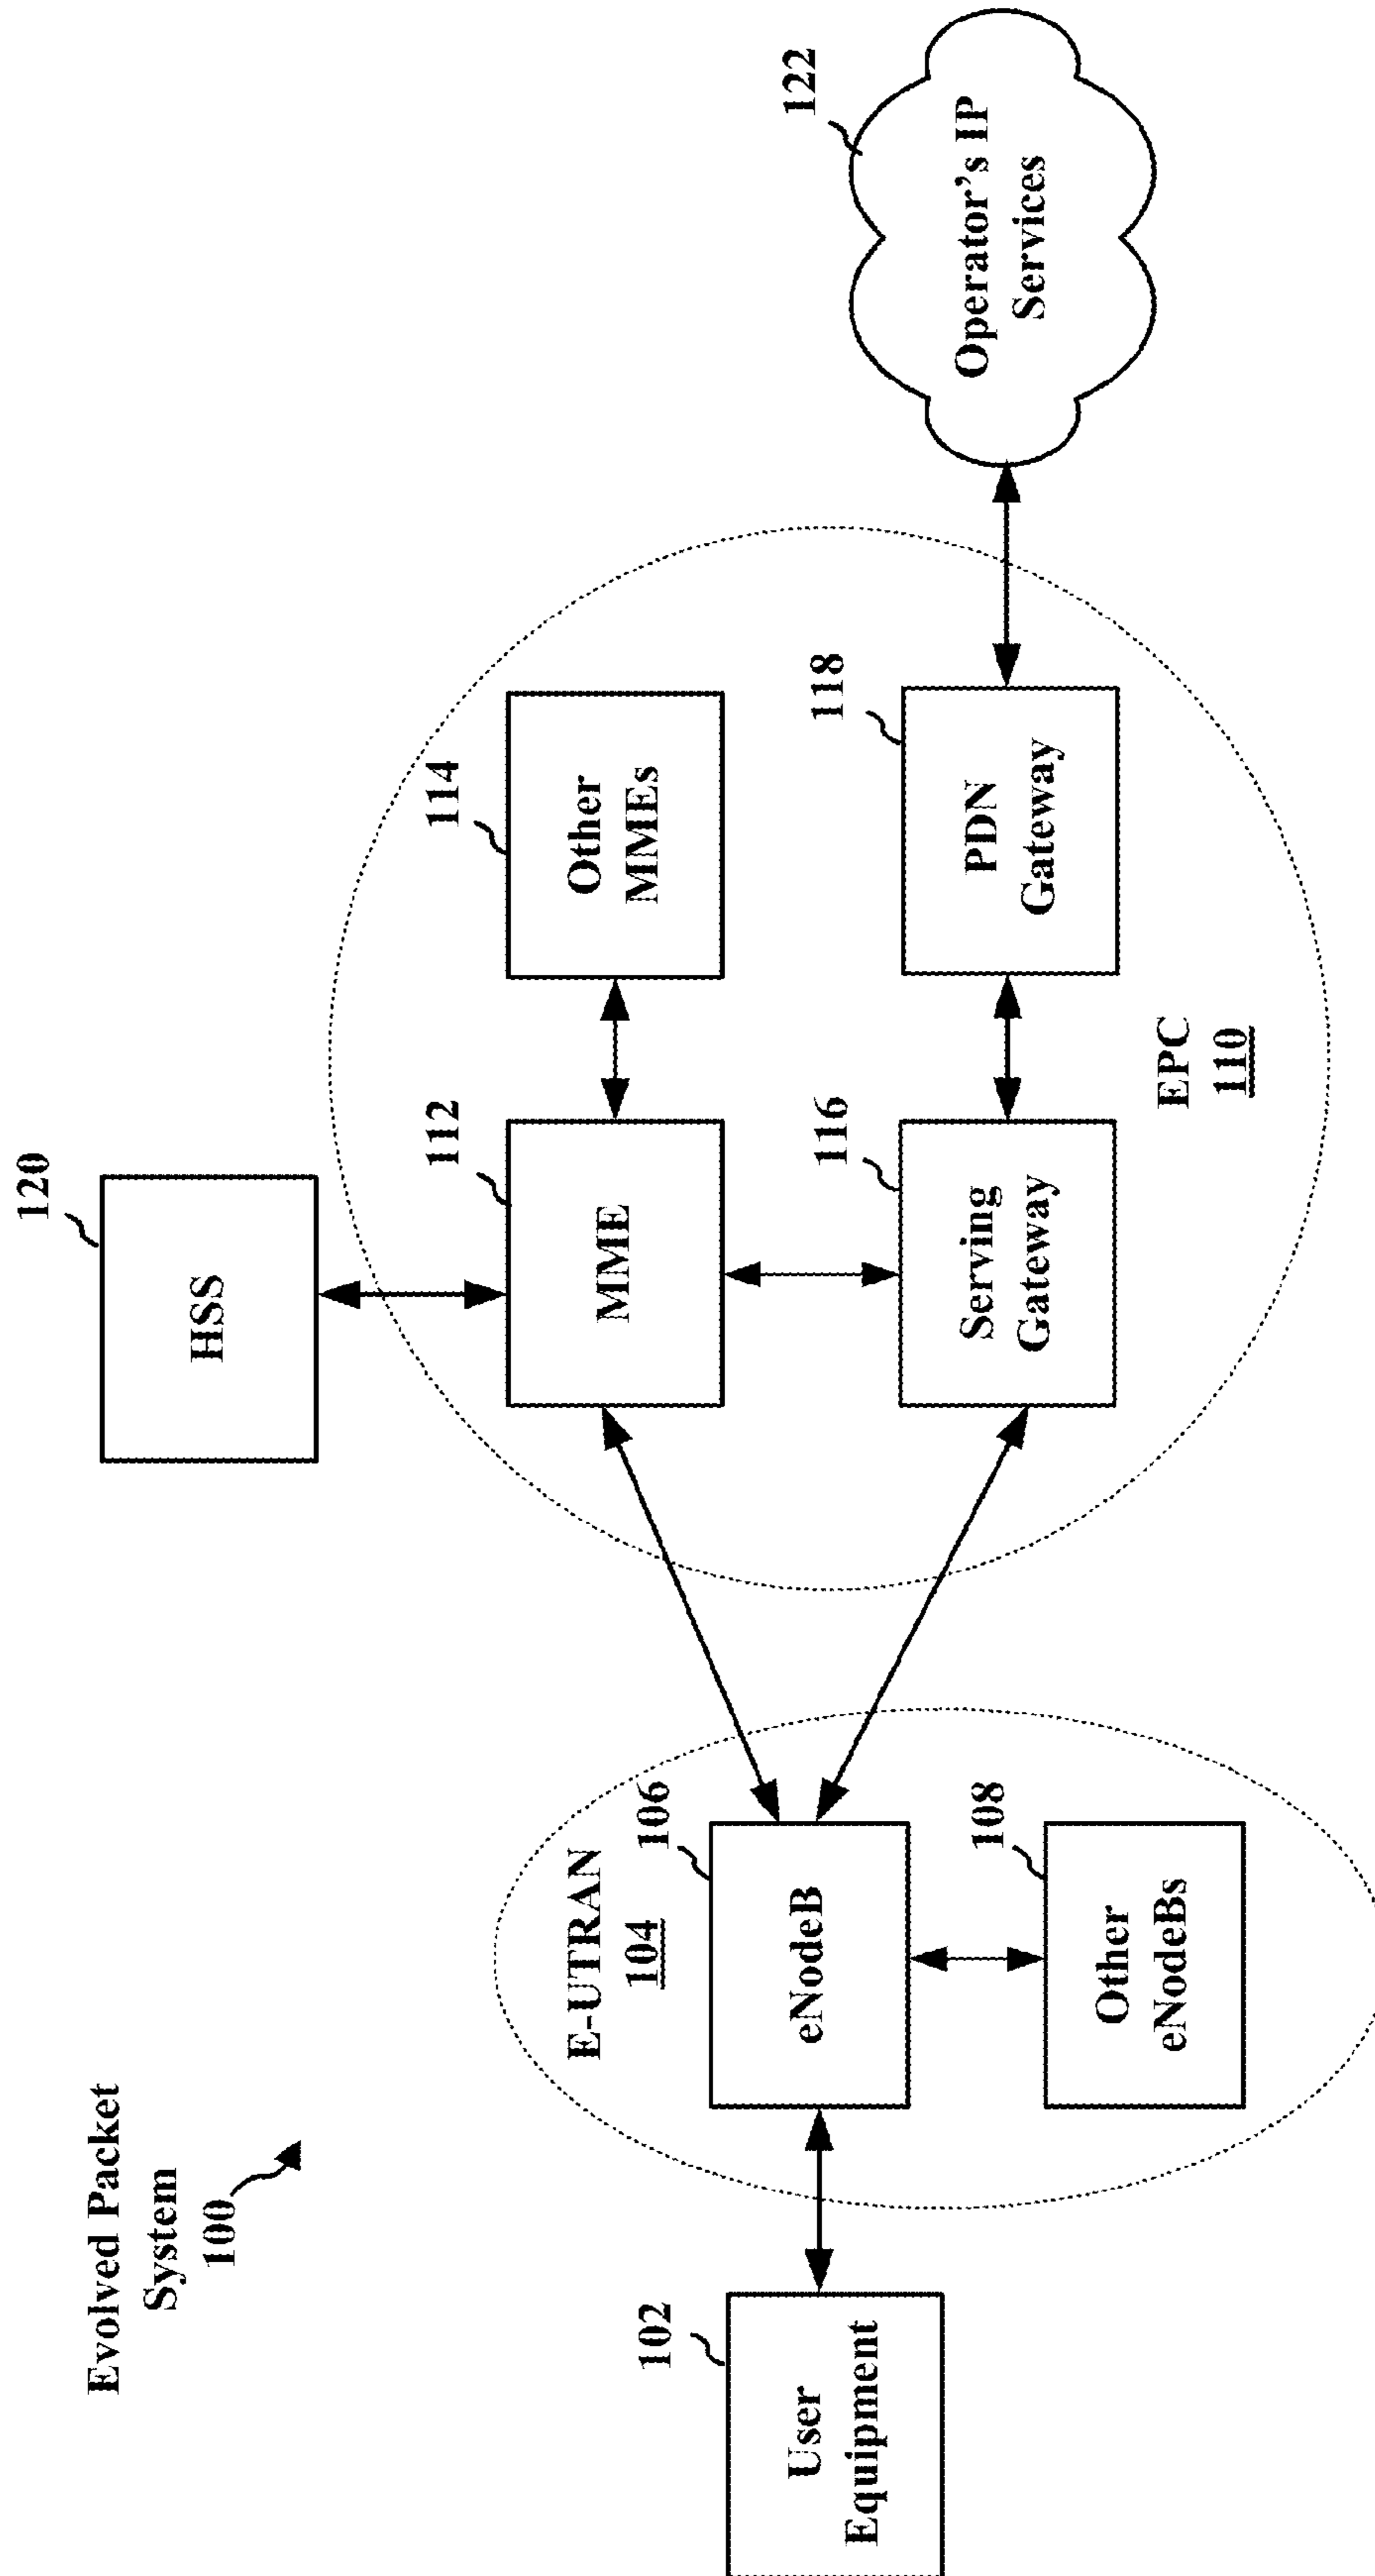 Evolved Packet
System
100
120
HSS
112
MME
114
Other
MMEs
E-UTRAN
104
106
eNodeB
102
User
Equipment
108
Other
eNodeBs
116
Serving
Gateway
118
PDN
Gateway
EPC
110
122
Operator's IP
Services